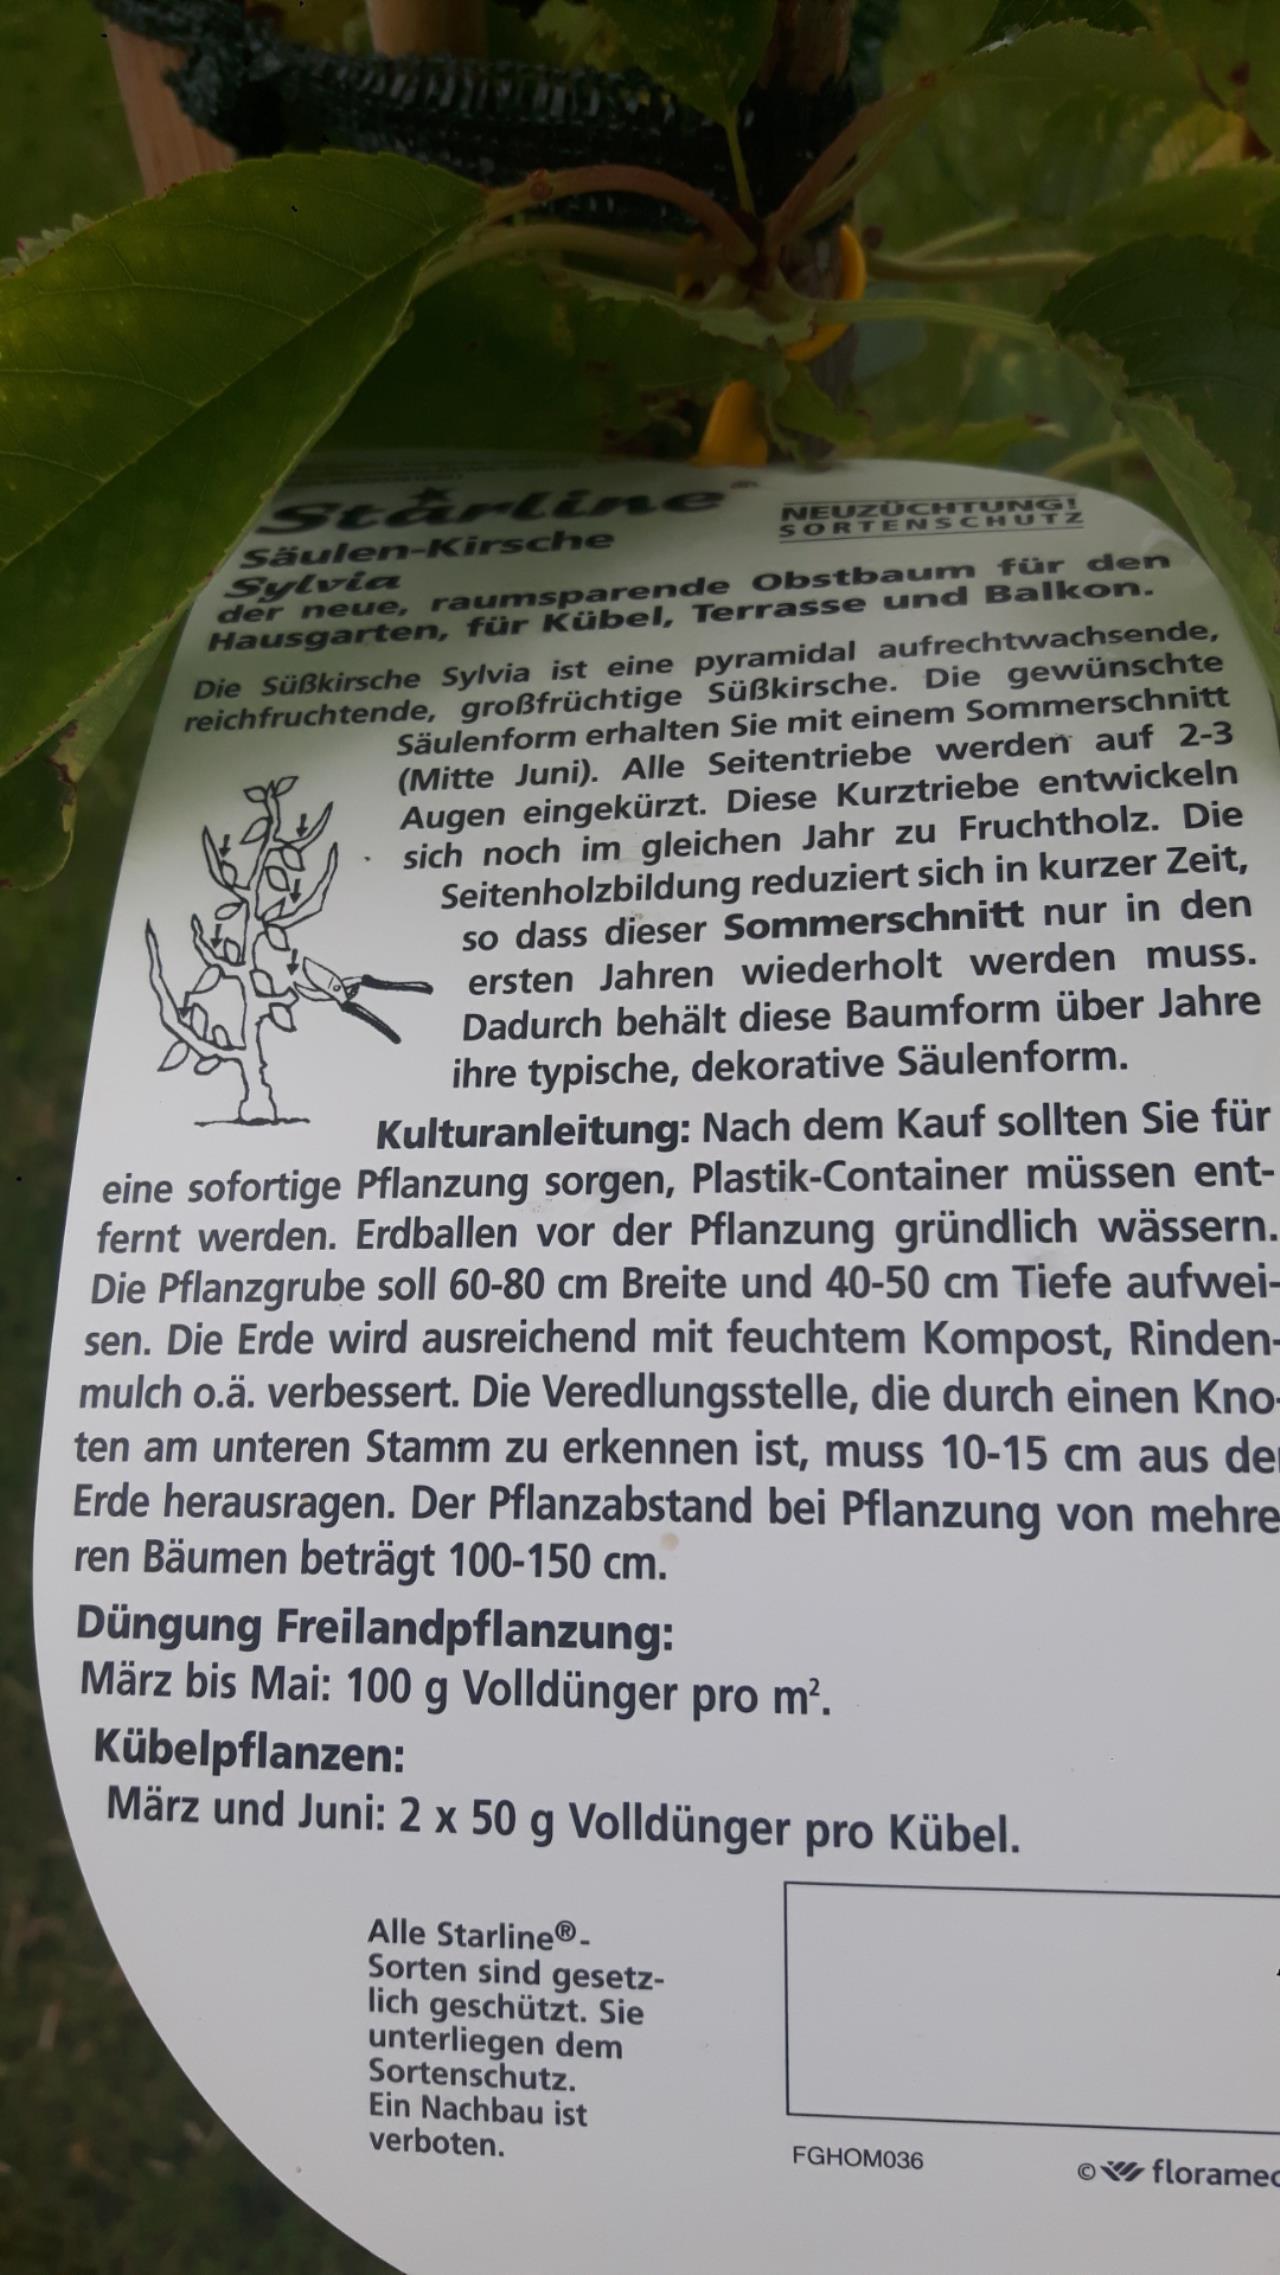 Starline
NEUZÜCHTUNG!
SORTENSCHUTZ
Säulen-Kirsche
Sylvia
der neue, raumsparende Obstbaum für den
Hausgarten, für Kübel, Terrasse und Balkon.
Die Süßkirsche Sylvia ist eine pyramidal aufrechtwachsende,
reichfruchtende, großfrüchtige Süßkirsche. Die gewünschte
Säulenform erhalten Sie mit einem Sommerschnitt
(Mitte Juni). Alle Seitentriebe werden auf 2-3
Augen eingekürzt. Diese Kurztriebe entwickeln
sich noch im gleichen Jahr zu Fruchtholz. Die
Seitenholzbildung reduziert sich in kurzer Zeit,
so dass dieser Sommerschnitt nur in den
ersten Jahren wiederholt werden muss.
Dadurch behält diese Baumform über Jahre
ihre typische, dekorative Säulenform.
Kulturanleitung: Nach dem Kauf sollten Sie für
eine sofortige Pflanzung sorgen, Plastik-Container müssen ent-
fernt werden. Erdballen vor der Pflanzung gründlich wässern.
Die Pflanzgrube soll 60-80 cm Breite und 40-50 cm Tiefe aufwei-
sen. Die Erde wird ausreichend mit feuchtem Kompost, Rinden-
mulch o.ä. verbessert. Die Veredlungsstelle, die durch einen Kno-
ten am unteren Stamm zu erkennen ist, muss 10-15 cm aus der
Erde herausragen. Der Pflanzabstand bei Pflanzung von mehre
ren Bäumen beträgt 100-150 cm.
Düngung Freilandpflanzung:
März bis Mai: 100 g Volldünger pro m².
Kübelpflanzen:
März und Juni: 2 x 50 g Volldünger pro Kübel.
Alle Starline®-
Sorten sind gesetz-
lich geschützt. Sie
unterliegen dem
Sortenschutz.
Ein Nachbau ist
verboten.
FGHOM036
© floramed